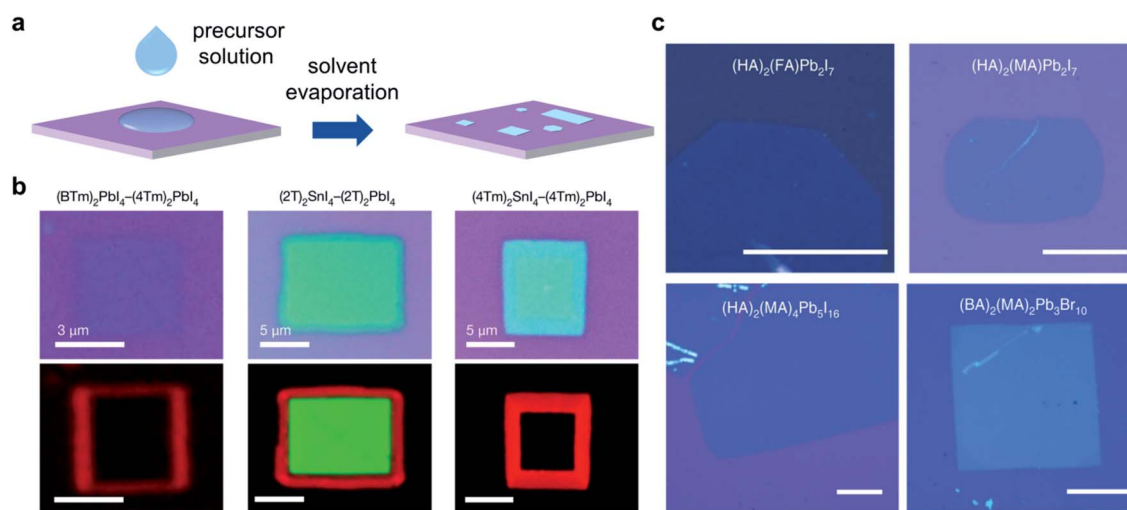 a
precursor
solution
solvent
evaporation
b
(BTm)₂PbI₄–(4Tm)₂PbI₄
(2T)₂SnI₄–(2T)₂PbI₄
(4Tm)₂SnI₄–(4Tm)₂PbI₄
3 µm
5 µm
5 µm
c
(HA)₂(FA)Pb₂I₇
(HA)₂(MA)Pb₂I₇
(HA)₂(MA)₄Pb₅I₁₆
(BA)₂(MA)₂Pb₃Br₁₀